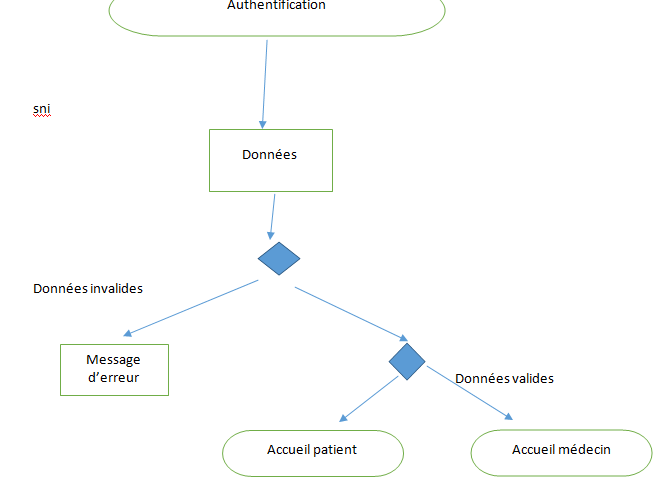 Authentification
sni
Données
Données invalides
Message
d’erreur
Données valides
Accueil patient
Accueil médecin